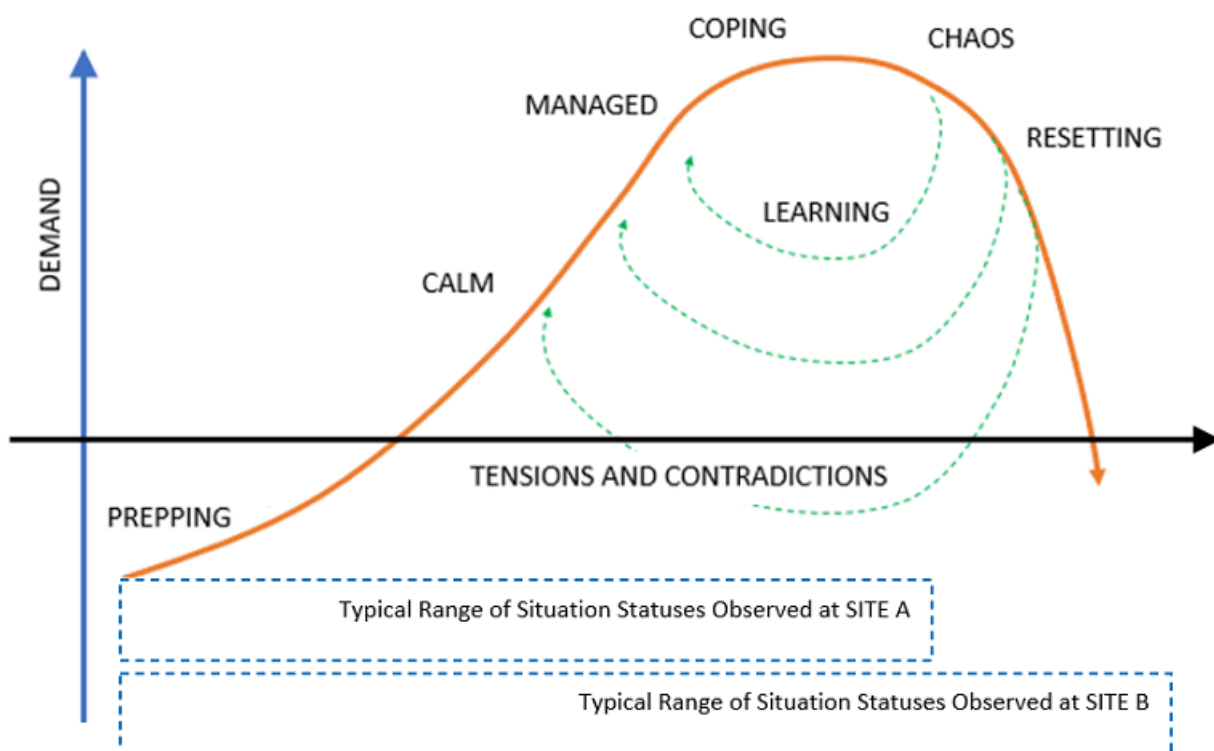 COPING
CHAOS
MANAGED
RESETTING
DEMAND
LEARNING
CALM
TENSIONS AND CONTRADICTIONS
PREPPING
Typical Range of Situation Statuses Observed at SITE A
Typical Range of Situation Statuses Observed at SITE B